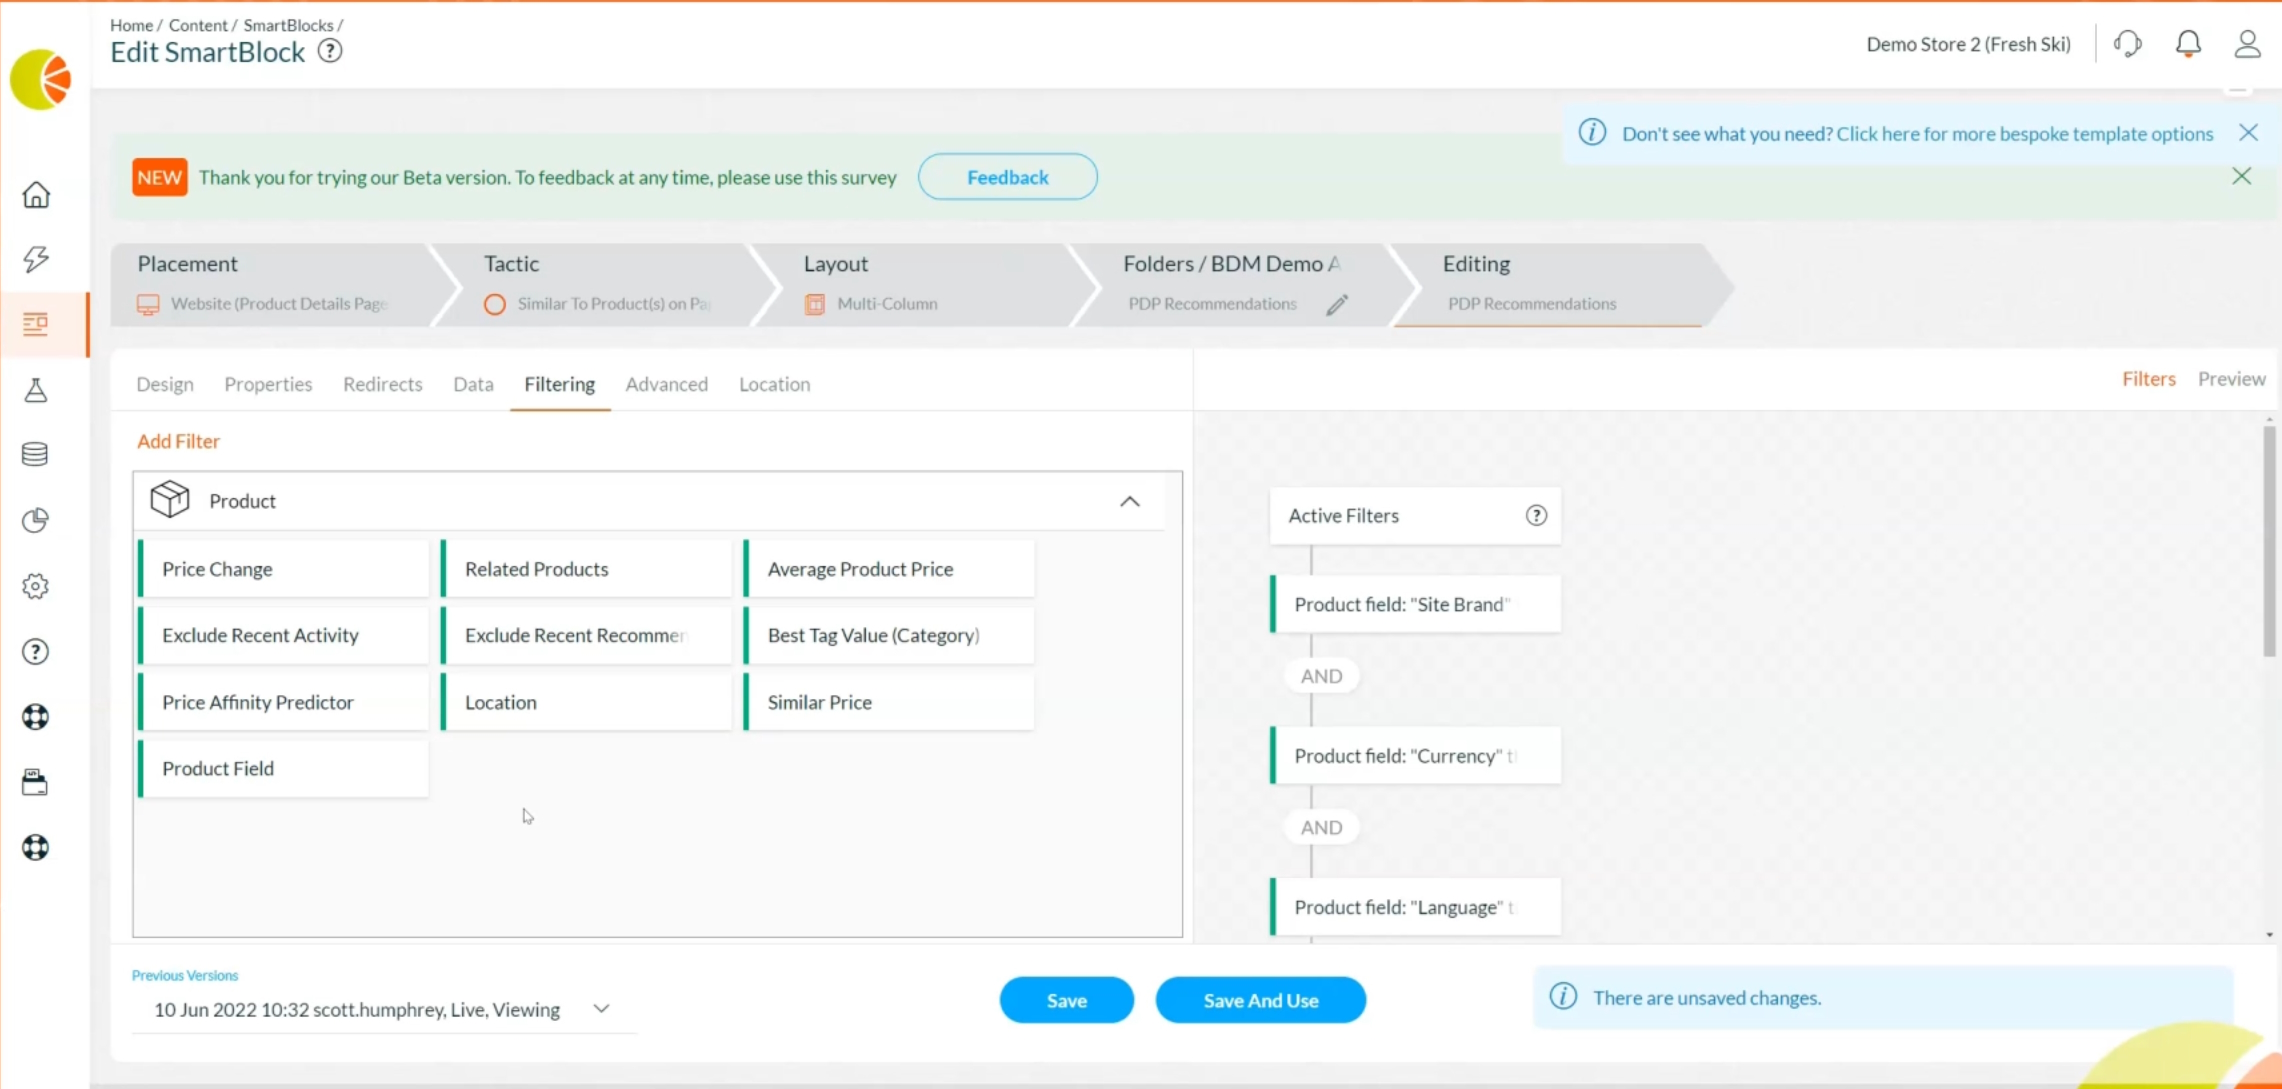 Home / Content / SmartBlocks /
Edit SmartBlock ?
Demo Store 2 (Fresh Ski)
Don't see what you need? Click here for more bespoke template options
NEW Thank you for trying our Beta version. To feedback at any time, please use this survey Feedback
Placement
Website (Product Details Page
Tactic
Similar To Product(s) on Pa
Layout
Multi-Column
Folders / BDM Demo A
PDP Recommendations
Editing
PDP Recommendations
Design Properties Redirects Data Filtering Advanced Location
Filters Preview
Add Filter
Product
Price Change Related Products Average Product Price
Exclude Recent Activity Exclude Recent Recommen Best Tag Value (Category)
Price Affinity Predictor Location Similar Price
Product Field
Active Filters ?
Product field: "Site Brand"
AND
Product field: "Currency" t
AND
Product field: "Language" t
Previous Versions
10 Jun 2022 10:32 scott.humphrey, Live, Viewing
Save Save And Use
There are unsaved changes.